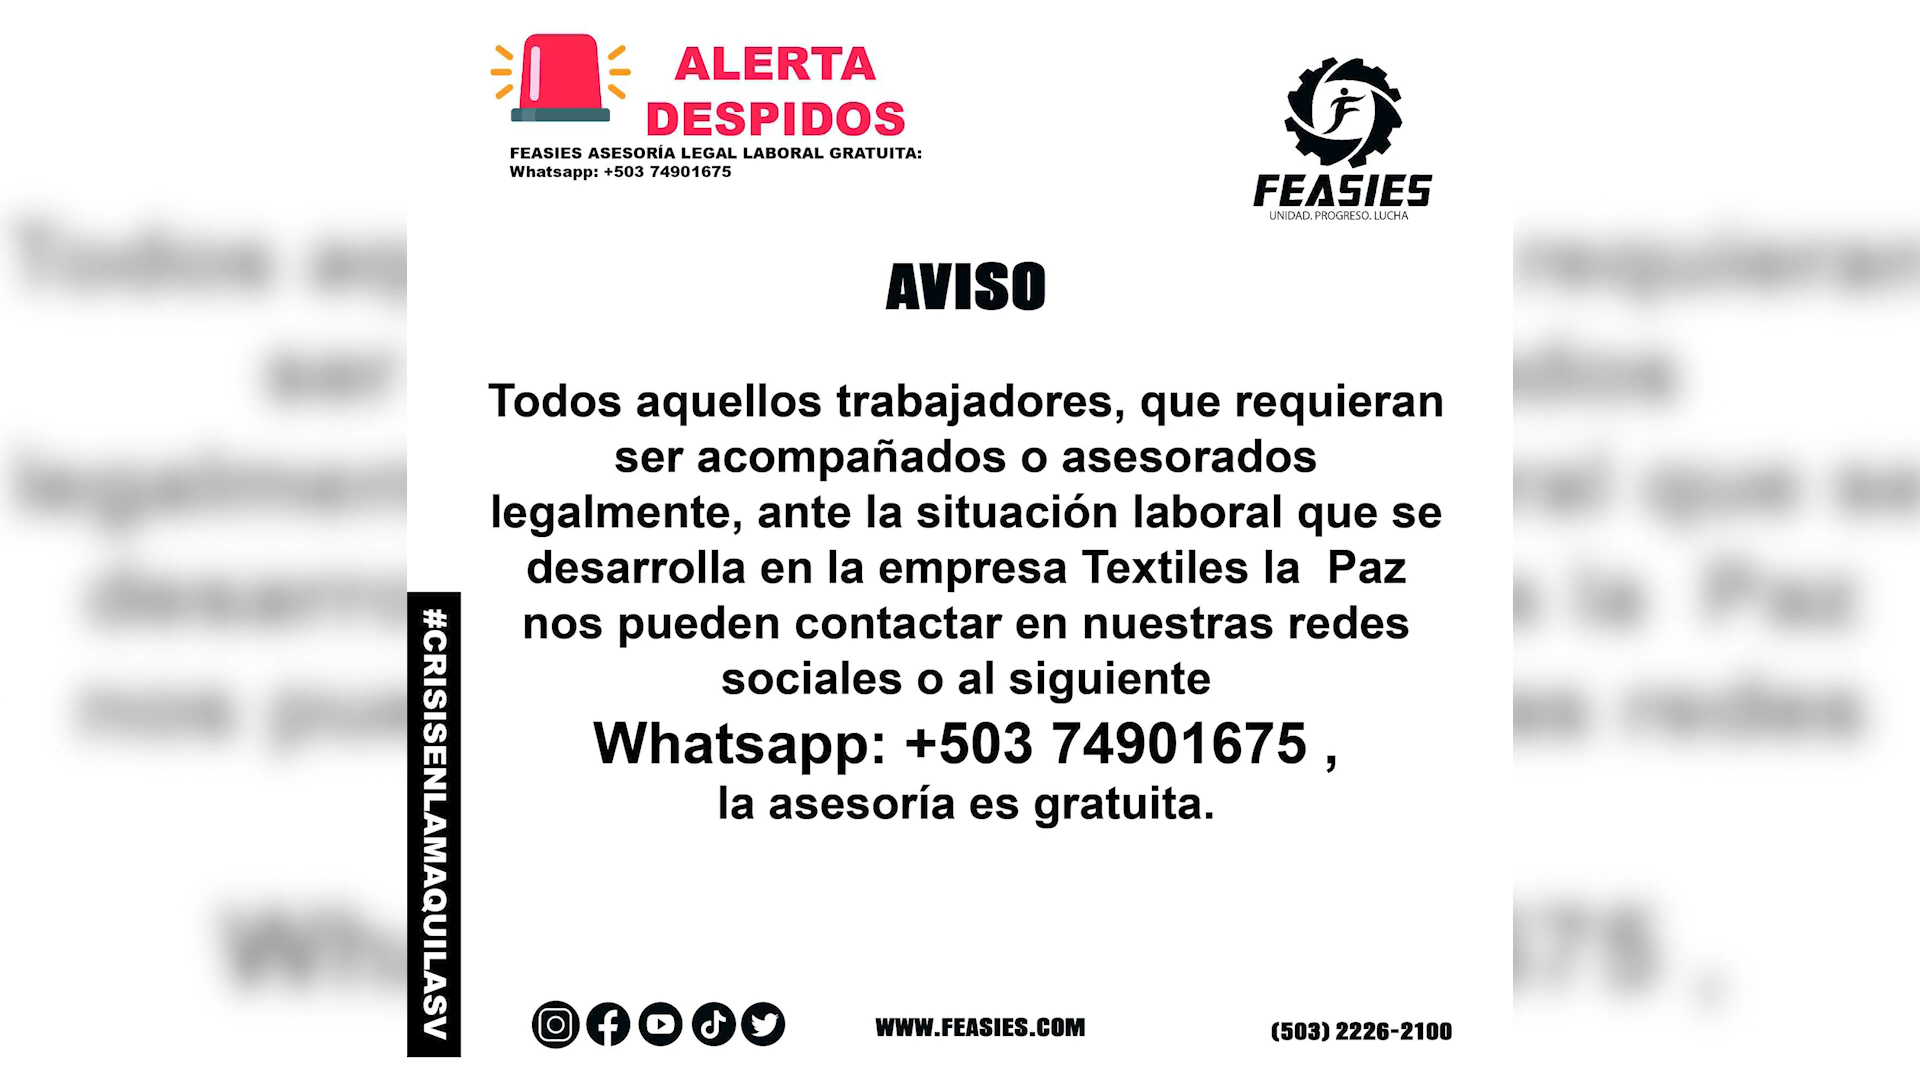 ALERTA
DESPIDOS
FEASIES ASESORÍA LEGAL LABORAL GRATUITA:
Whatsapp: +503 74901675
FEASIES
UNIDAD. PROGRESO. LUCHA
AVISO
Todos aquellos trabajadores, que requieran
ser acompañados o asesorados
legalmente, ante la situación laboral que se
desarrolla en la empresa Textiles la  Paz
nos pueden contactar en nuestras redes
sociales o al siguiente
Whatsapp: +503 74901675 ,
la asesoría es gratuita.
#CRISISENLAMAQUILASV
WWW.FEASIES.COM
(503) 2226-2100